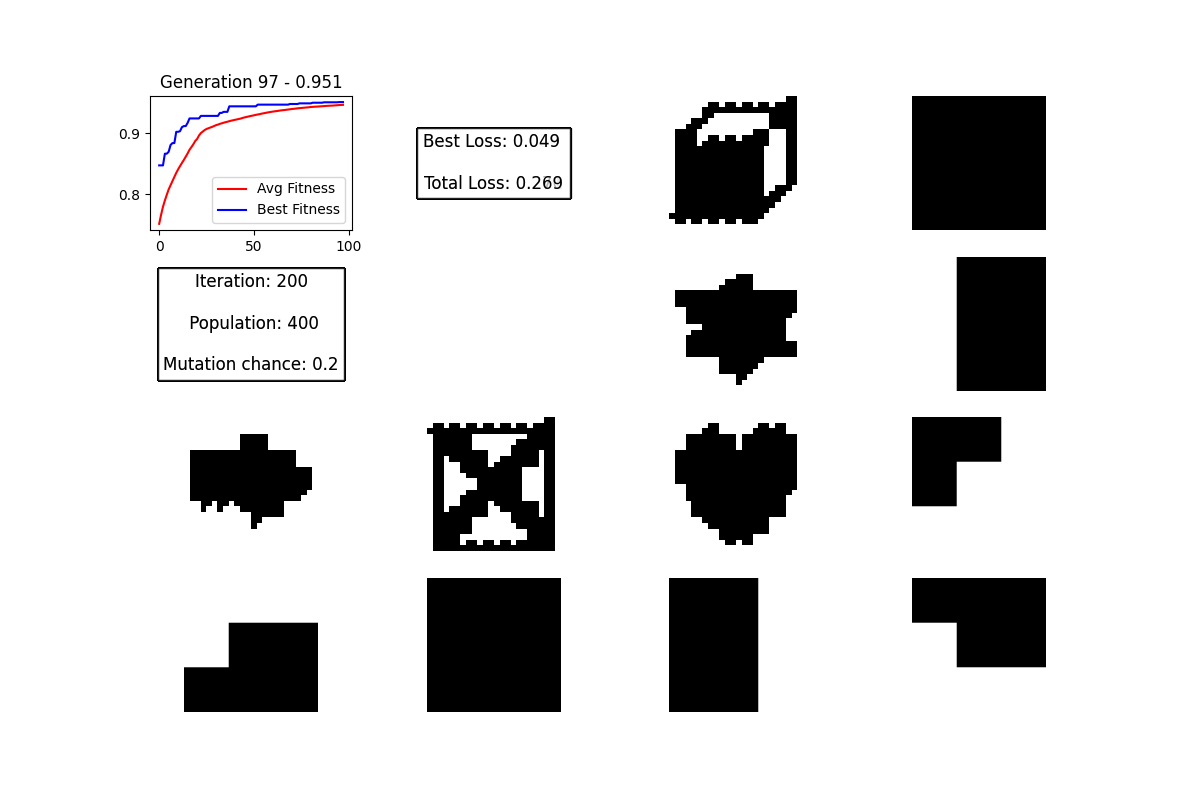 Generation 97 - 0.951
0.9
0.8
Avg Fitness
Best Fitness
0
50
100
Best Loss: 0.049
Total Loss: 0.269
Iteration: 200
Population: 400
Mutation chance: 0.2